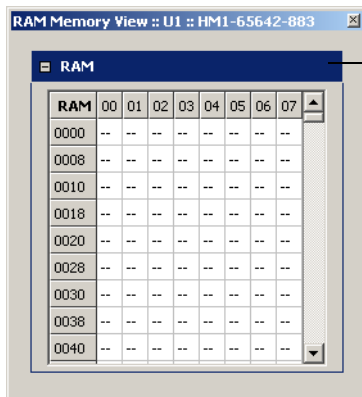 RAM Memory View :: U1 :: HM1-65642-883
RAM
RAM 00 01 02 03 04 05 06 07
0000 -- -- -- -- -- -- -- --
0008 -- -- -- -- -- -- -- --
0010 -- -- -- -- -- -- -- --
0018 -- -- -- -- -- -- -- --
0020 -- -- -- -- -- -- -- --
0028 -- -- -- -- -- -- -- --
0030 -- -- -- -- -- -- -- --
0038 -- -- -- -- -- -- -- --
0040 -- -- -- -- -- -- -- --